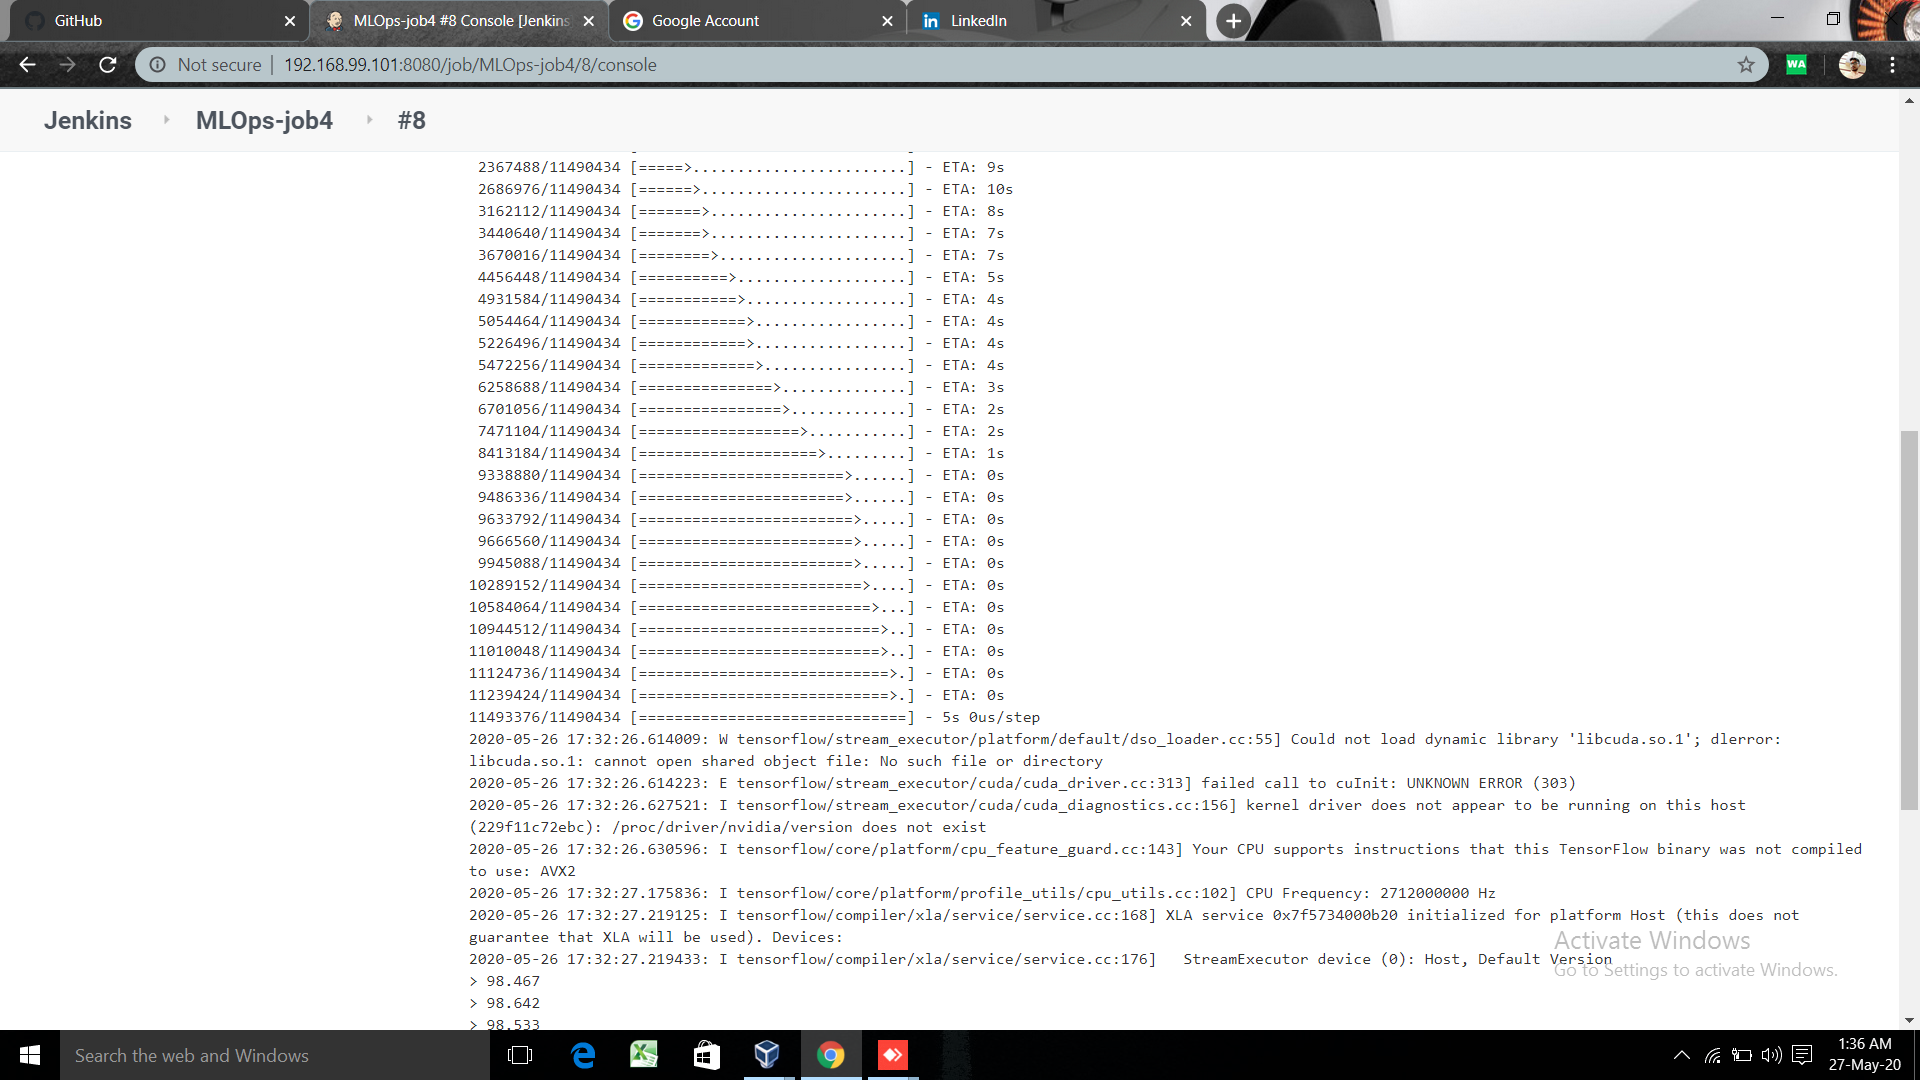 GitHub
MLOps-job4 #8 Console [Jenkins
Google Account
LinkedIn
Not secure | 192.168.99.101:8080/job/MLOps-job4/8/console
WA
Jenkins MLOps-job4 #8
2367488/11490434 [=====>........................] - ETA: 9s
2686976/11490434 [======>.......................] - ETA: 10s
3162112/11490434 [=======>......................] - ETA: 8s
3440640/11490434 [=======>......................] - ETA: 7s
3670016/11490434 [========>.....................] - ETA: 7s
4456448/11490434 [==========>...................] - ETA: 5s
4931584/11490434 [===========>..................] - ETA: 4s
5054464/11490434 [============>.................] - ETA: 4s
5226496/11490434 [============>.................] - ETA: 4s
5472256/11490434 [=============>................] - ETA: 4s
6258688/11490434 [===============>..............] - ETA: 3s
6701056/11490434 [================>.............] - ETA: 2s
7471104/11490434 [==================>...........] - ETA: 2s
8413184/11490434 [====================>.........] - ETA: 1s
9338880/11490434 [=======================>......] - ETA: 0s
9486336/11490434 [=======================>......] - ETA: 0s
9633792/11490434 [========================>.....] - ETA: 0s
9666560/11490434 [========================>.....] - ETA: 0s
9945088/11490434 [========================>.....] - ETA: 0s
10289152/11490434 [=========================>....] - ETA: 0s
10584064/11490434 [==========================>...] - ETA: 0s
10944512/11490434 [===========================>..] - ETA: 0s
11010048/11490434 [===========================>..] - ETA: 0s
11124736/11490434 [============================>.] - ETA: 0s
11239424/11490434 [============================>.] - ETA: 0s
11493376/11490434 [==============================] - 5s 0us/step
2020-05-26 17:32:26.614009: W tensorflow/stream_executor/platform/default/dso_loader.cc:55] Could not load dynamic library 'libcuda.so.1'; dlerror:
libcuda.so.1: cannot open shared object file: No such file or directory
2020-05-26 17:32:26.614223: E tensorflow/stream_executor/cuda/cuda_driver.cc:313] failed call to cuInit: UNKNOWN ERROR (303)
2020-05-26 17:32:26.627521: I tensorflow/stream_executor/cuda/cuda_diagnostics.cc:156] kernel driver does not appear to be running on this host
(229f11c72ebc): /proc/driver/nvidia/version does not exist
2020-05-26 17:32:26.630596: I tensorflow/core/platform/cpu_feature_guard.cc:143] Your CPU supports instructions that this TensorFlow binary was not compiled
to use: AVX2
2020-05-26 17:32:27.175836: I tensorflow/core/platform/profile_utils/cpu_utils.cc:102] CPU Frequency: 2712000000 Hz
2020-05-26 17:32:27.219125: I tensorflow/compiler/xla/service/service.cc:168] XLA service 0x7f5734000b20 initialized for platform Host (this does not
guarantee that XLA will be used). Devices:
2020-05-26 17:32:27.219433: I tensorflow/compiler/xla/service/service.cc:176]   StreamExecutor device (0): Host, Default Version
Activate Windows
Go to Settings to activate Windows.
> 98.467
> 98.642
> 98.533
Search the web and Windows
1:36 AM
27-May-20